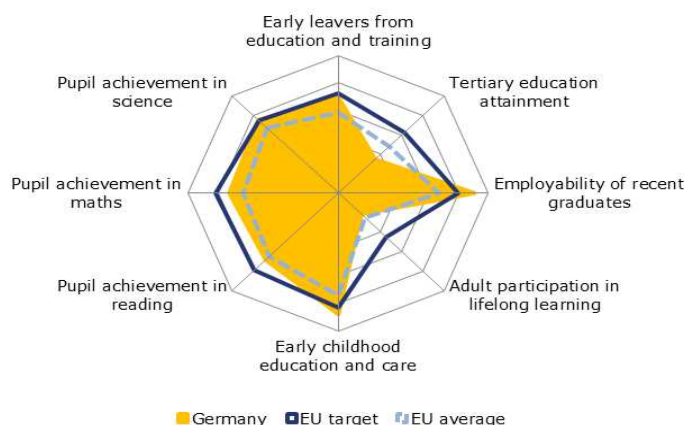 Early leavers from
education and training
Pupil achievement in
science
Tertiary education
attainment
Pupil achievement in
maths
Employability of recent
graduates
Pupil achievement in
reading
Adult participation in
lifelong learning
Early childhood
education and care
Germany EU target EU average